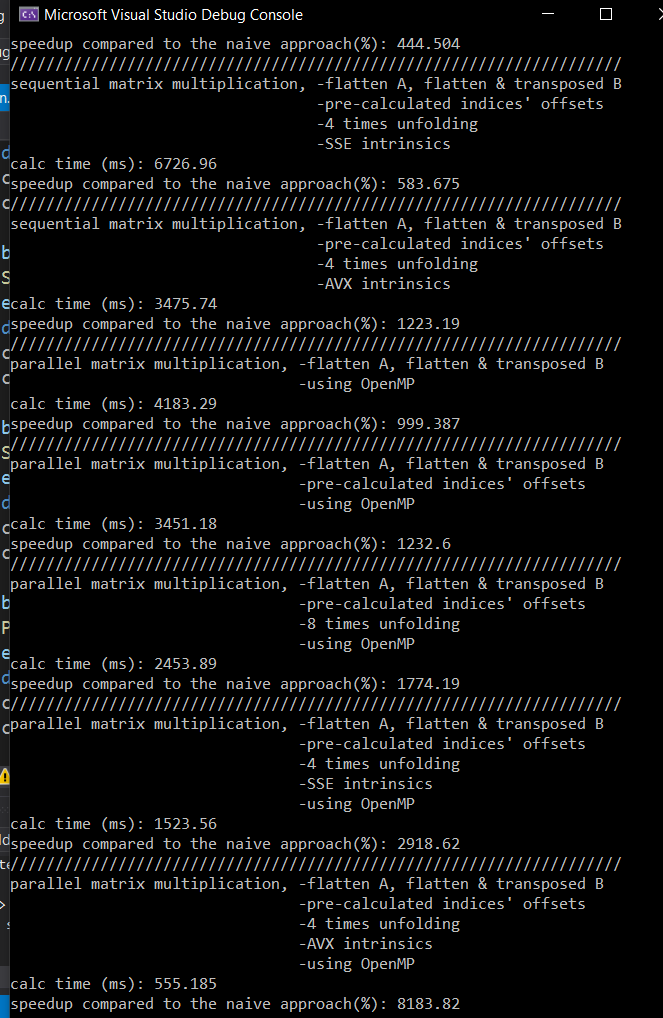 Microsoft Visual Studio Debug Console
speedup compared to the naive approach(%): 444.504
////////////////////////////////////////////////////////////////////
sequential matrix multiplication, -flatten A, flatten & transposed B
-pre-calculated indices' offsets
-4 times unfolding
-SSE intrinsics
calc time (ms): 6726.96
speedup compared to the naive approach(%): 583.675
////////////////////////////////////////////////////////////////////
sequential matrix multiplication, -flatten A, flatten & transposed B
-pre-calculated indices' offsets
-4 times unfolding
-AVX intrinsics
calc time (ms): 3475.74
speedup compared to the naive approach(%): 1223.19
////////////////////////////////////////////////////////////////////
parallel matrix multiplication, -flatten A, flatten & transposed B
-using OpenMP
calc time (ms): 4183.29
speedup compared to the naive approach(%): 999.387
////////////////////////////////////////////////////////////////////
parallel matrix multiplication, -flatten A, flatten & transposed B
-pre-calculated indices' offsets
-using OpenMP
calc time (ms): 3451.18
speedup compared to the naive approach(%): 1232.6
////////////////////////////////////////////////////////////////////
parallel matrix multiplication, -flatten A, flatten & transposed B
-pre-calculated indices' offsets
-8 times unfolding
-using OpenMP
calc time (ms): 2453.89
speedup compared to the naive approach(%): 1774.19
////////////////////////////////////////////////////////////////////
parallel matrix multiplication, -flatten A, flatten & transposed B
-pre-calculated indices' offsets
-4 times unfolding
-SSE intrinsics
-using OpenMP
calc time (ms): 1523.56
speedup compared to the naive approach(%): 2918.62
////////////////////////////////////////////////////////////////////
parallel matrix multiplication, -flatten A, flatten & transposed B
-pre-calculated indices' offsets
-4 times unfolding
-AVX intrinsics
-using OpenMP
calc time (ms): 555.185
speedup compared to the naive approach(%): 8183.82